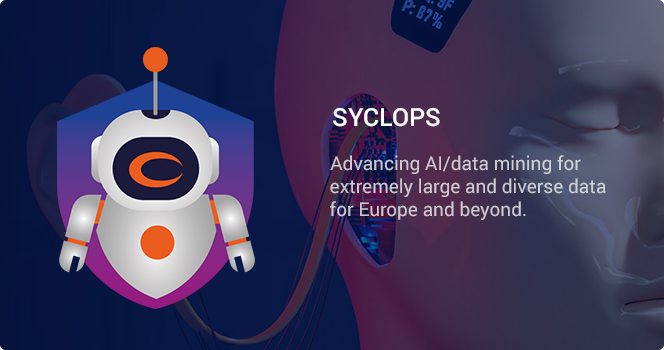 P: B?%
SYCLOPS
Advancing AI/data mining for
extremely large and diverse data
for Europe and beyond.